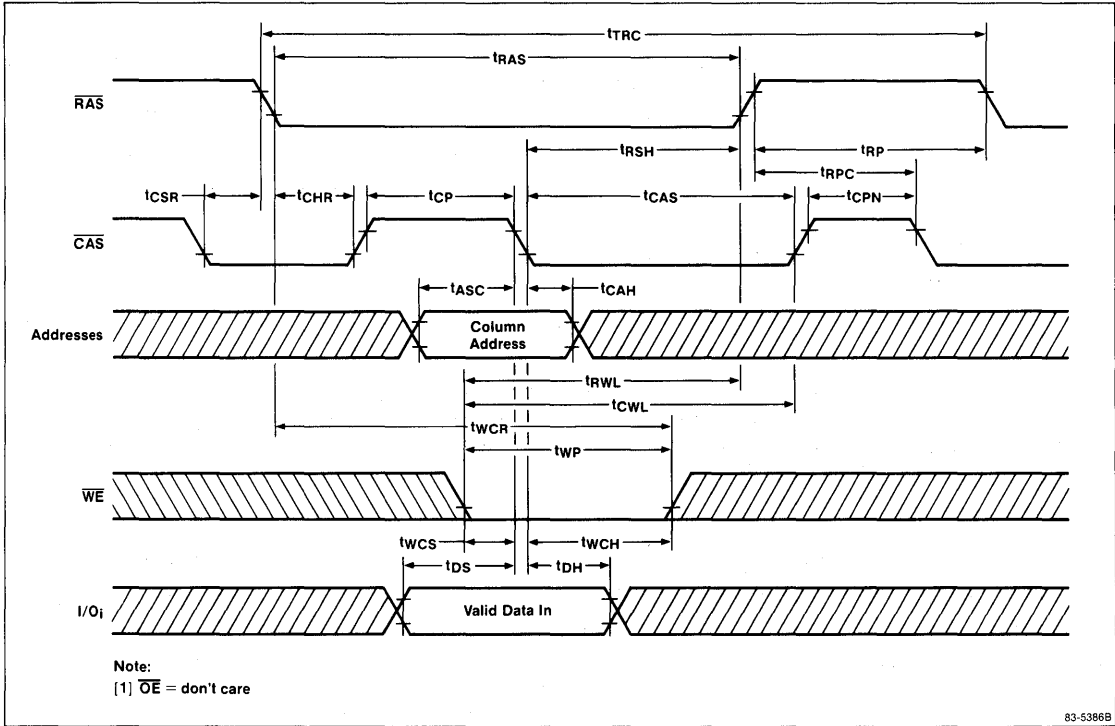 tTRC
tRAS
RAS
tRSH
tRP
tRPC
tCSR
tCHR
tCP
tCAS
tCPN
CAS
tASC
tCAH
Addresses
Column
Address
tRWL
tCWL
tWCR
tWP
WE
tWCS
tWCH
tDS
tDH
I/Oi
Valid Data In
Note:
[1] OE = don't care
83-5386B